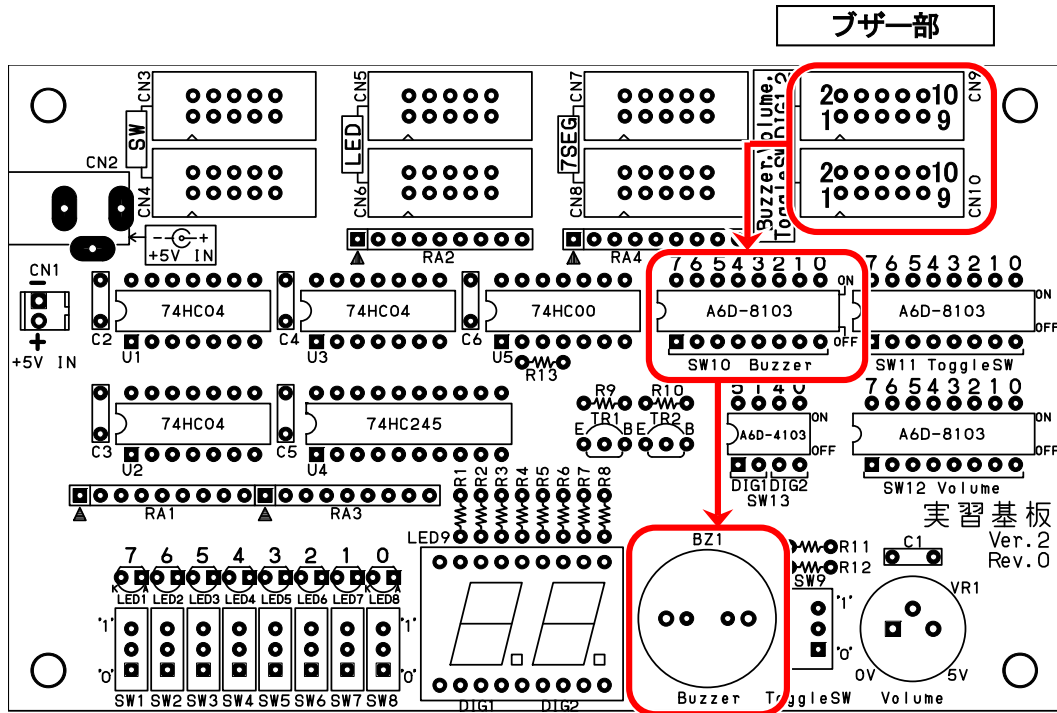 ブザー部
CN3
CN5
CN7
CN9
SW
LED
7SEG
Buzzer,Volume,
ToggleSW,DIG1,2
2 10
1 9
2 10
1 9
CN2
CN4
CN6
CN8
CN10
- +
+5V IN
RA2
RA4
CN1
-
+
+5V IN
7 6 5 4 3 2 1 0
7 6 5 4 3 2 1 0
C2
74HC04
U1
C4
74HC04
U3
C6
74HC00
U5
R13
A6D-8103
ON
OFF
SW10 Buzzer
A6D-8103
ON
OFF
SW11 ToggleSW
C3
74HC04
U2
C5
74HC245
U4
R9
TR1
E B
R10
TR2
E B
5 1 4 0
A6D-4103
ON
OFF
DIG1 DIG2
SW13
7 6 5 4 3 2 1 0
A6D-8103
ON
OFF
SW12 Volume
RA1
RA3
R1 R2 R3 R4 R5 R6 R7 R8
実習基板
Ver.2
Rev.0
LED9
BZ1
R11
R12
C1
7 6 5 4 3 2 1 0
K A
K A
LED1 LED2 LED3 LED4 LED5 LED6 LED7 LED8
SW9
VR1
'1' '1'
'0' '0'
SW1 SW2 SW3 SW4 SW5 SW6 SW7 SW8
DIG1 DIG2
Buzzer
'1'
'0'
ToggleSW
0V 5V
Volume